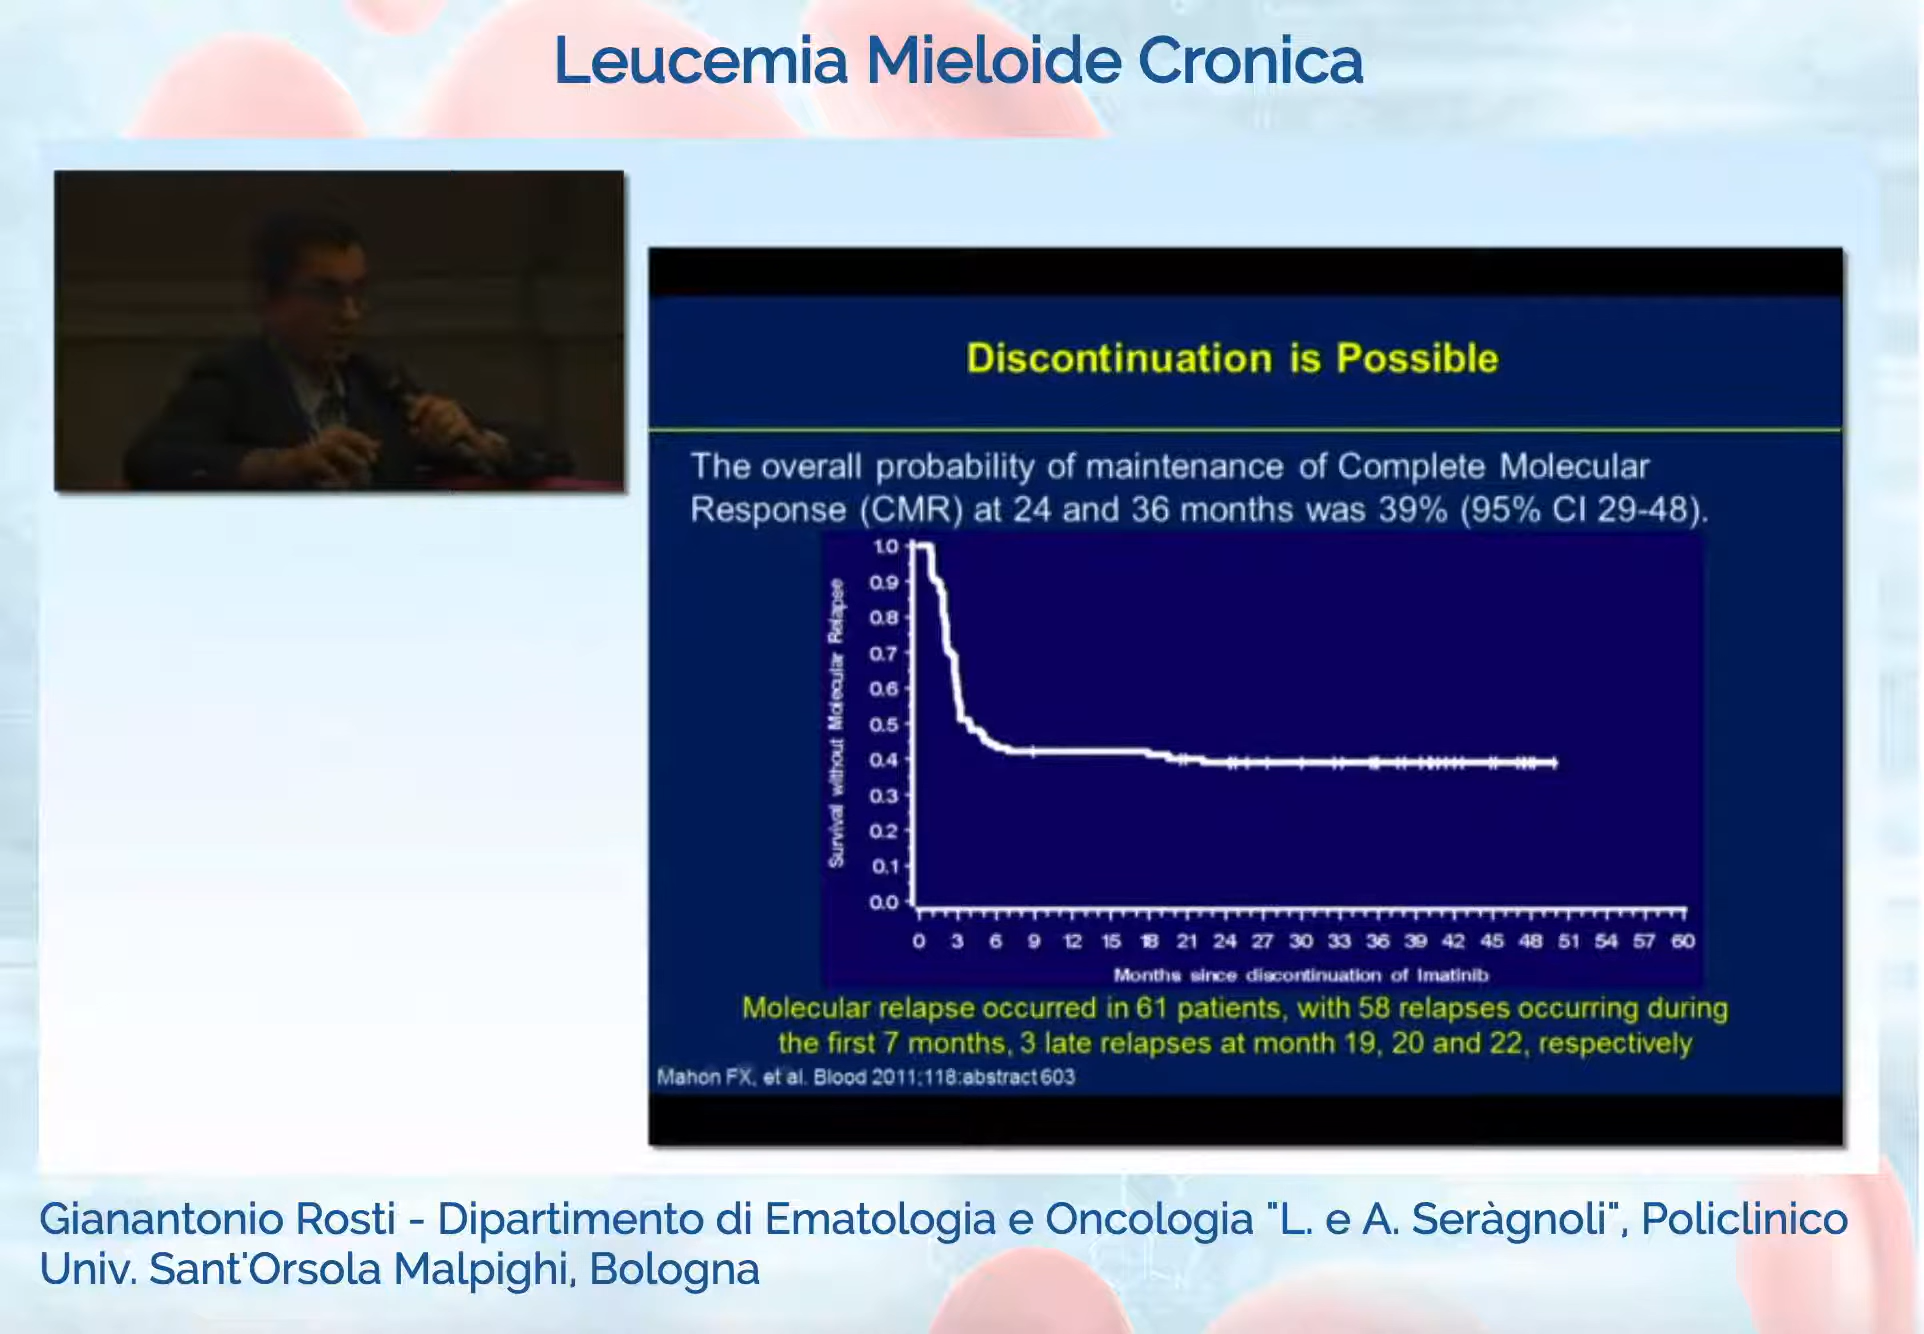 Leucemia Mieloide Cronica
Discontinuation is Possible
The overall probability of maintenance of Complete Molecular
Response (CMR) at 24 and 36 months was 39% (95% CI 29-48).
Survival without Molecular Relapse
1.0
0.9
0.8
0.7
0.6
0.5
0.4
0.3
0.2
0.1
0.0
0 3 6 9 12 15 18 21 24 27 30 33 36 39 42 45 48 51 54 57 60
Months since discontinuation of Imatinib
Molecular relapse occurred in 61 patients, with 58 relapses occurring during
the first 7 months, 3 late relapses at month 19, 20 and 22, respectively
Mahon FX, et al. Blood 2011;118:abstract 603
Gianantonio Rosti - Dipartimento di Ematologia e Oncologia "L. e A. Seràgnoli", Policlinico
Univ. Sant'Orsola Malpighi, Bologna